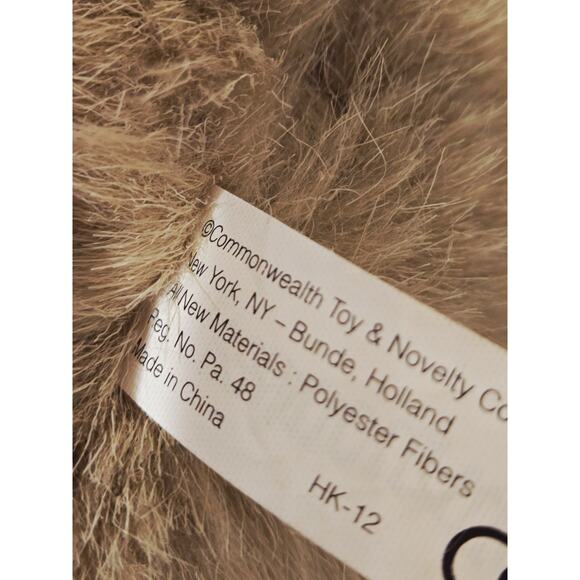 ©Commonwealth Toy & Novelty Co
New York, NY – Bunde, Holland
All New Materials : Polyester Fibers
Reg. No. Pa. 48
Made in China
HK-12